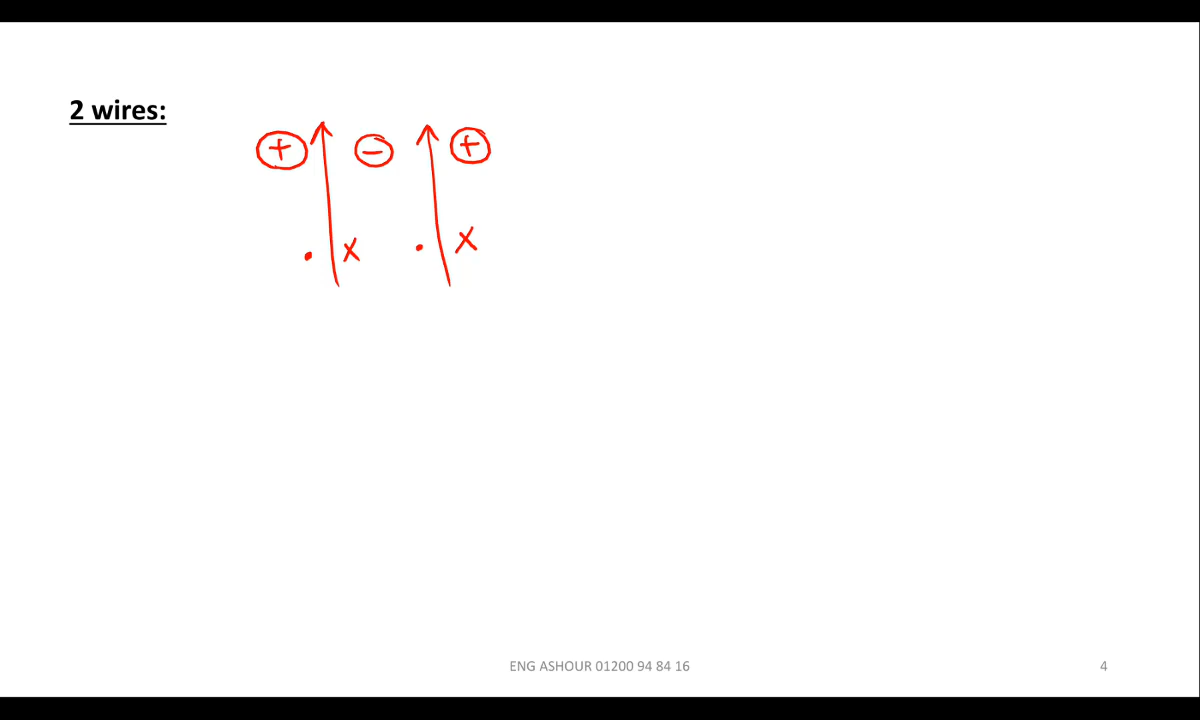 2 wires:
+ - +
. x . x
ENG ASHOUR 01200 94 84 16
4